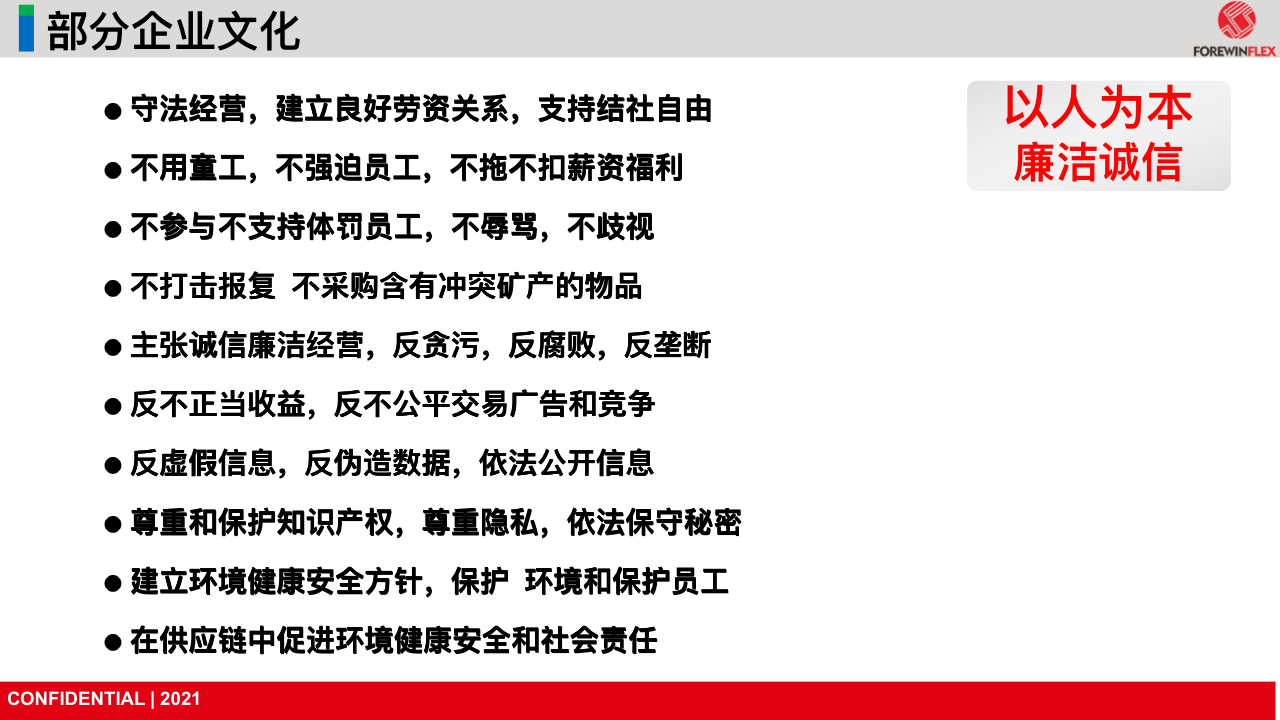 部分企业文化
FOREWINFLEX
以人为本
廉洁诚信
● 守法经营，建立良好劳资关系，支持结社自由
● 不用童工，不强迫员工，不拖不扣薪资福利
● 不参与不支持体罚员工，不辱骂，不歧视
● 不打击报复 不采购含有冲突矿产的物品
● 主张诚信廉洁经营，反贪污，反腐败，反垄断
● 反不正当收益，反不公平交易广告和竞争
● 反虚假信息，反伪造数据，依法公开信息
● 尊重和保护知识产权，尊重隐私，依法保守秘密
● 建立环境健康安全方针，保护 环境和保护员工
● 在供应链中促进环境健康安全和社会责任
CONFIDENTIAL | 2021